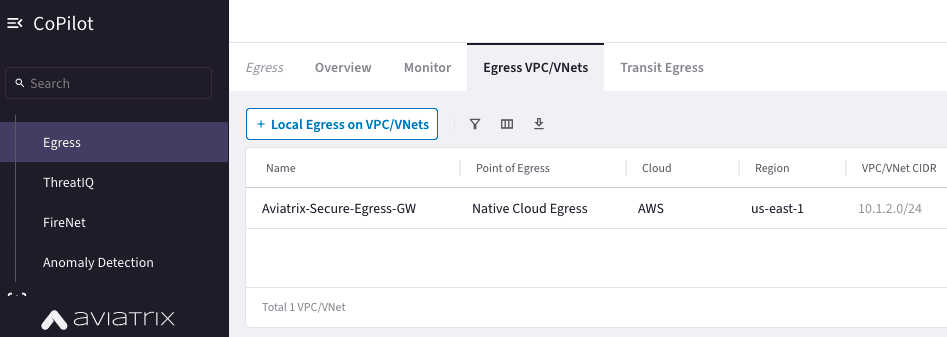 CoPilot
Search
Egress
ThreatIQ
FireNet
Anomaly Detection
aviatrix
Egress Overview Monitor Egress VPC/VNets Transit Egress
+ Local Egress on VPC/VNets
Name Point of Egress Cloud Region VPC/VNet CIDR
Aviatrix-Secure-Egress-GW Native Cloud Egress AWS us-east-1 10.1.2.0/24
Total 1 VPC/VNet